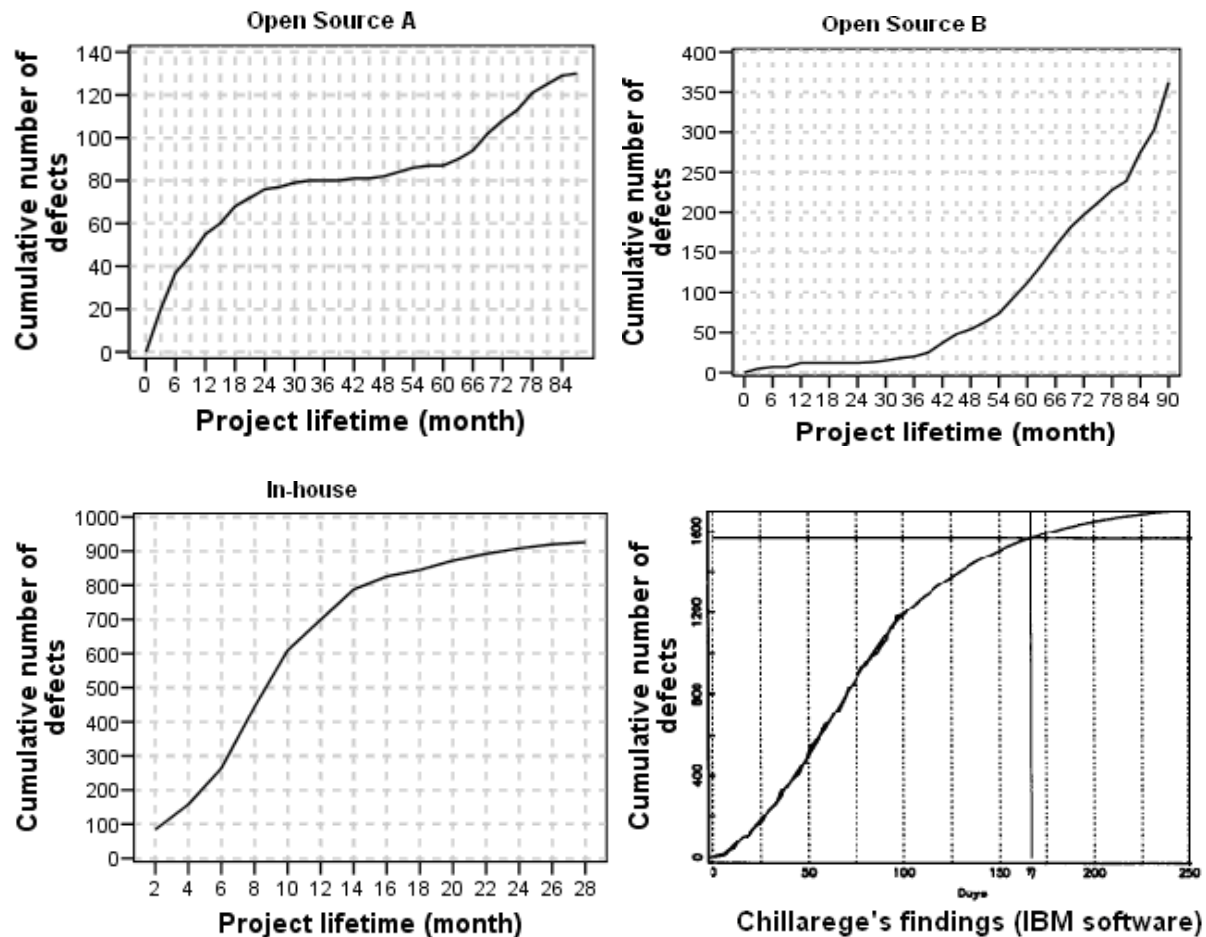 Open Source A
Cumulative number of
defects
140
120
100
80
60
40
20
0
0 6 12 18 24 30 36 42 48 54 60 66 72 78 84
Project lifetime (month)
Open Source B
Cumulative number of
defects
400
350
300
250
200
150
100
50
0
0 6 12 18 24 30 36 42 48 54 60 66 72 78 84 90
Project lifetime (month)
In-house
Cumulative number of
defects
1000
900
800
700
600
500
400
300
200
100
0
2 4 6 8 10 12 14 16 18 20 22 24 26 28
Project lifetime (month)
Cumulative number of
defects
1600
1200
800
400
0
0 50 100 150 200 250
Days
Chillarege's findings (IBM software)